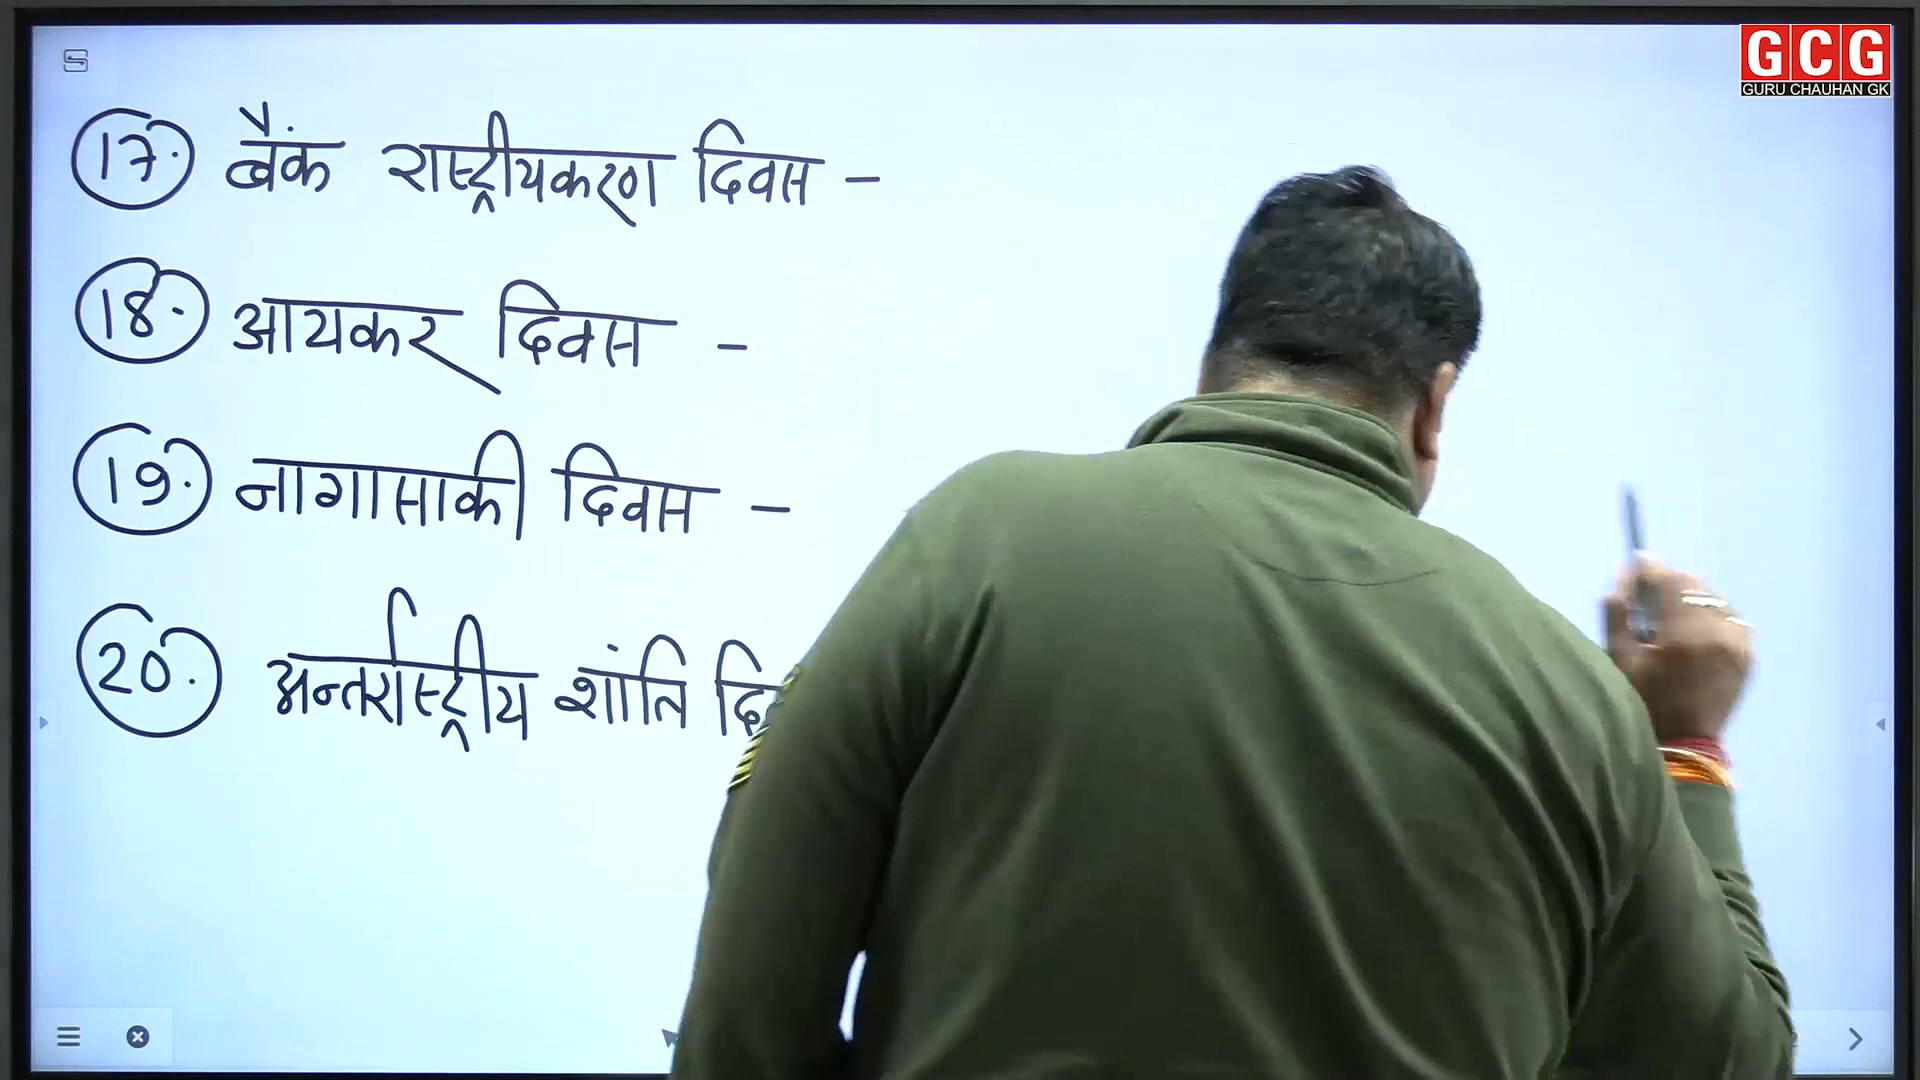 GCG
GURU CHAUHAN GK
17. बैंक राष्ट्रीयकरण दिवस -
18. आयकर दिवस -
19. नागासाकी दिवस -
20. अन्तर्राष्ट्रीय शांति दि